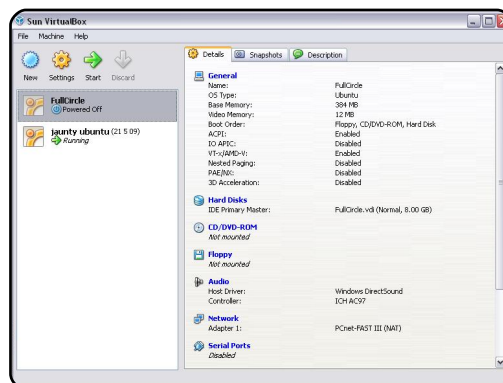 Sun VirtualBox
File Machine Help
New Settings Start Discard
FullCircle
Powered Off
jaunty ubuntu (21 5 09)
Running
Details Snapshots Description
General
Name: FullCircle
OS Type: Ubuntu
Base Memory: 384 MB
Video Memory: 12 MB
Boot Order: Floppy, CD/DVD-ROM, Hard Disk
ACPI: Enabled
IO APIC: Disabled
VT-x/AMD-V: Enabled
Nested Paging: Disabled
PAE/NX: Disabled
3D Acceleration: Disabled
Hard Disks
IDE Primary Master: FullCircle.vdi (Normal, 8.00 GB)
CD/DVD-ROM
Not mounted
Floppy
Not mounted
Audio
Host Driver: Windows DirectSound
Controller: ICH AC97
Network
Adapter 1: PCnet-FAST III (NAT)
Serial Ports
Disabled